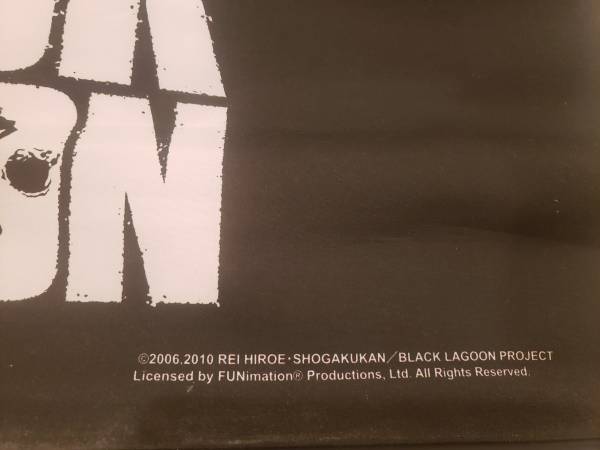 ©2006,2010 REI HIROE・SHOGAKUKAN／BLACK LAGOON PROJECT
Licensed by FUNimation® Productions, Ltd. All Rights Reserved.